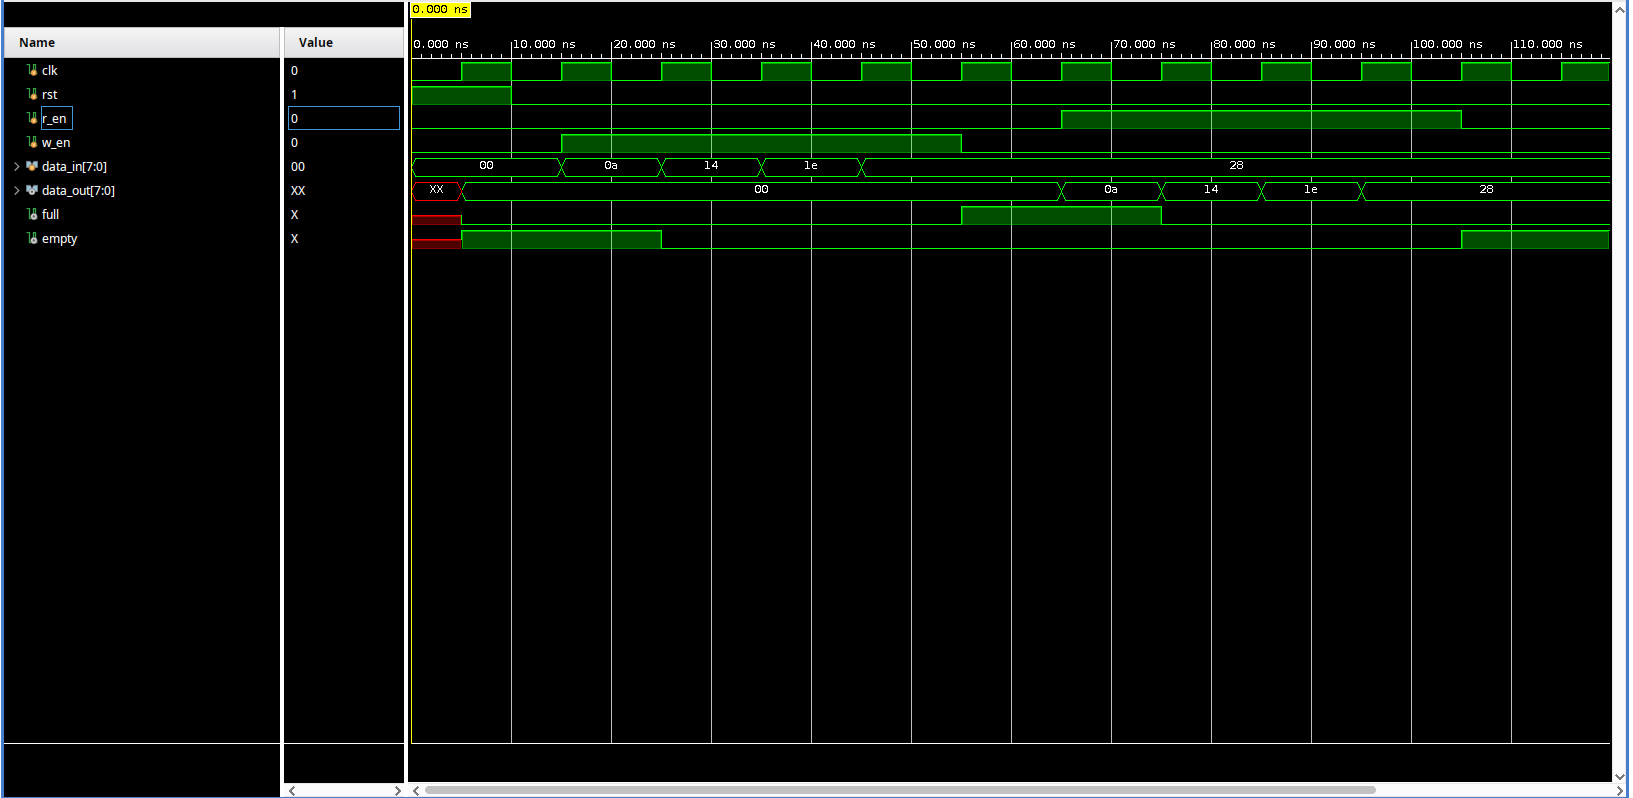 0.000 ns
Name Value
0.000 ns 10.000 ns 20.000 ns 30.000 ns 40.000 ns 50.000 ns 60.000 ns 70.000 ns 80.000 ns 90.000 ns 100.000 ns 110.000 ns
clk 0
rst 1
r_en 0
w_en 0
data_in[7:0] 00 00 0a 14 1e 28
data_out[7:0] XX XX 00 0a 14 1e 28
full X
empty X